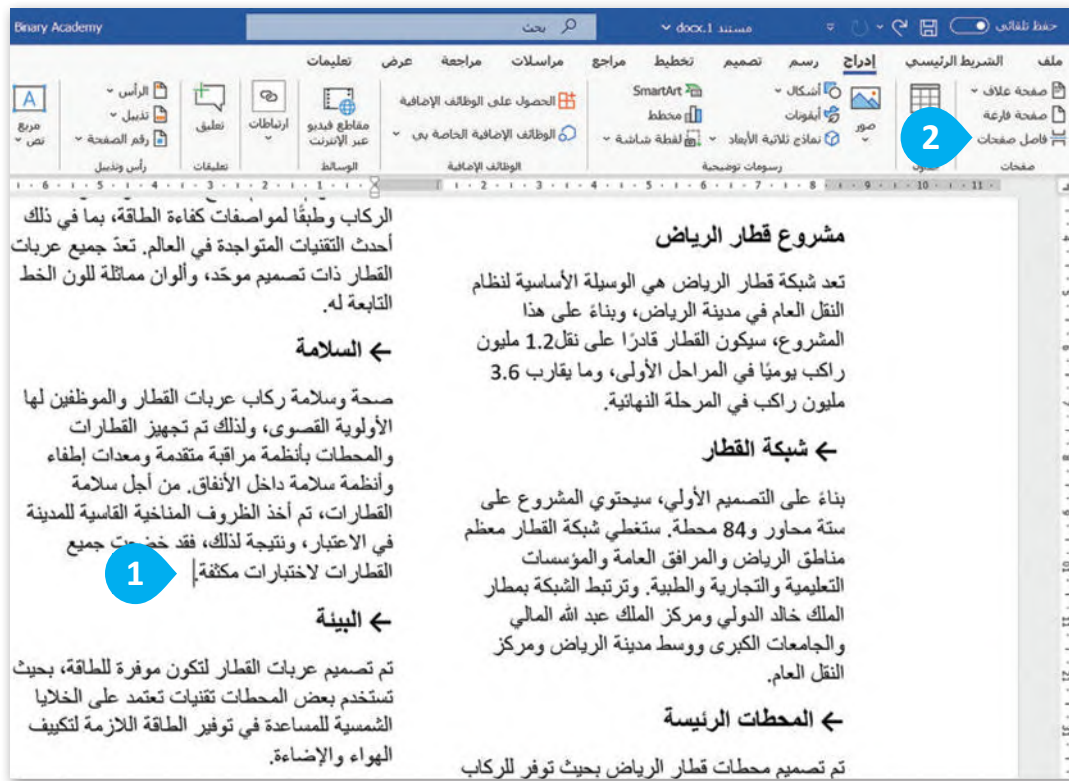 حفظ تلقائي
مستند 1.docx
بحث
Binary Academy
ملف
الشريط الرئيسي
إدراج
رسم
تصميم
تخطيط
مراجع
مراسلات
مراجعة
عرض
تعليمات
صفحة غلاف
صفحة فارغة
فاصل صفحات
صفحات
2
صور
أشكال
أيقونات
نماذج ثلاثية الأبعاد
SmartArt
مخطط
لقطة شاشة
رسومات توضيحية
الحصول على الوظائف الإضافية
الوظائف الإضافية الخاصة بي
الوظائف الإضافية
مقاطع فيديو
عبر الإنترنت
الوسائط
ارتباطات
تعليق
تعليقات
الرأس
تذييل
رقم الصفحة
رأس وتذييل
A
مربع
نص
مشروع قطار الرياض
تعد شبكة قطار الرياض هي الوسيلة الأساسية لنظام
النقل العام في مدينة الرياض، وبناءً على هذا
المشروع، سيكون القطار قادرًا على نقل1.2 مليون
راكب يوميًا في المراحل الأولى، وما يقارب 3.6
مليون راكب في المرحلة النهائية.
← شبكة القطار
بناءً على التصميم الأولي، سيحتوي المشروع على
ستة محاور و84 محطة. ستغطي شبكة القطار معظم
مناطق الرياض والمرافق العامة والمؤسسات
التعليمية والتجارية والطبية. وترتبط الشبكة بمطار
الملك خالد الدولي ومركز الملك عبد الله المالي
والجامعات الكبرى ووسط مدينة الرياض ومركز
النقل العام.
← المحطات الرئيسة
تم تصميم محطات قطار الرياض بحيث توفر للركاب
الركاب وطبقًا لمواصفات كفاءة الطاقة، بما في ذلك
أحدث التقنيات المتواجدة في العالم. تعدّ جميع عربات
القطار ذات تصميم موحّد، وألوان مماثلة للون الخط
التابعة له.
← السلامة
صحة وسلامة ركاب عربات القطار والموظفين لها
الأولوية القصوى، ولذلك تم تجهيز القطارات
والمحطات بأنظمة مراقبة متقدمة ومعدات إطفاء
وأنظمة سلامة داخل الأنفاق. من أجل سلامة
القطارات، تم أخذ الظروف المناخية القاسية للمدينة
في الاعتبار، ونتيجة لذلك، فقد خضعت جميع
القطارات لاختبارات مكثفة.
1
← البيئة
تم تصميم عربات القطار لتكون موفرة للطاقة، بحيث
تستخدم بعض المحطات تقنيات تعتمد على الخلايا
الشمسية للمساعدة في توفير الطاقة اللازمة لتكييف
الهواء والإضاءة.